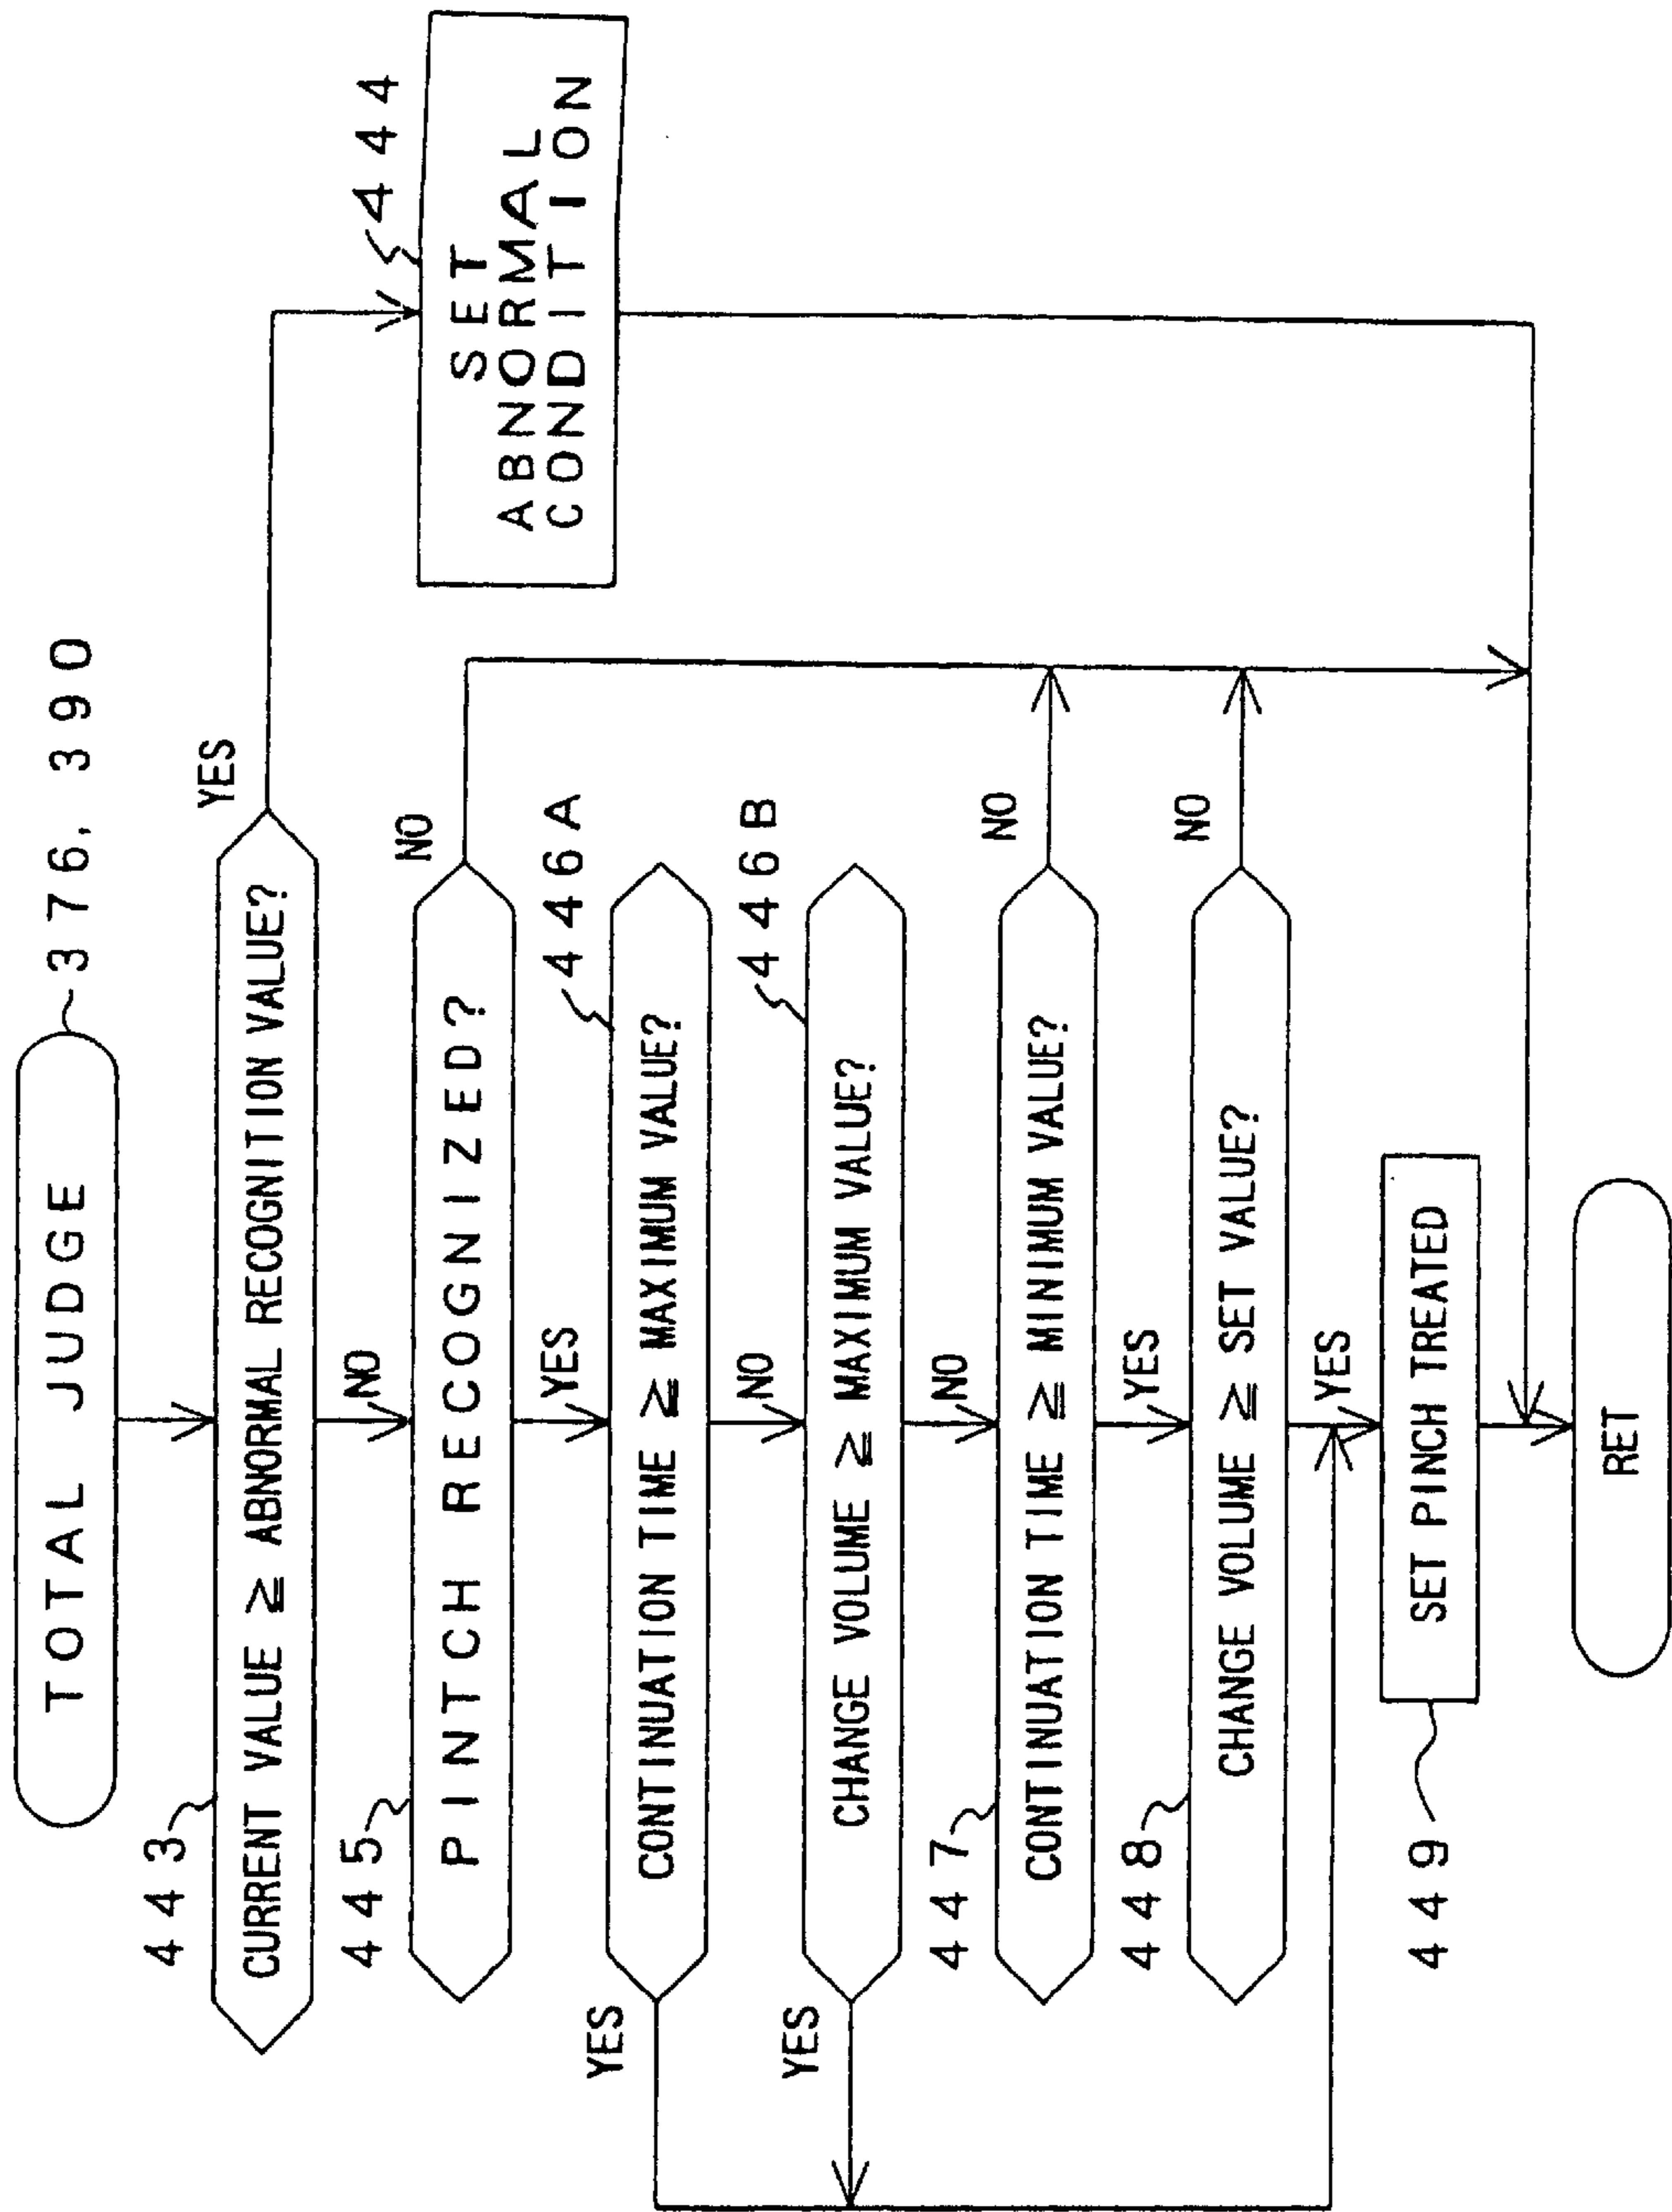 TOTAL JUDGE
376, 390
443
CURRENT VALUE ≧ ABNORMAL RECOGNITION VALUE?
YES
444
SET
ABNORMAL
CONDITION
NO
445
PINTCH RECOGNIZED?
NO
YES
446A
CONTINUATION TIME ≧ MAXIMUM VALUE?
YES
NO
446B
CHANGE VOLUME ≧ MAXIMUM VALUE?
YES
NO
447
CONTINUATION TIME ≧ MINIMUM VALUE?
NO
YES
448
CHANGE VOLUME ≧ SET VALUE?
NO
YES
449
SET PINCH TREATED
RET